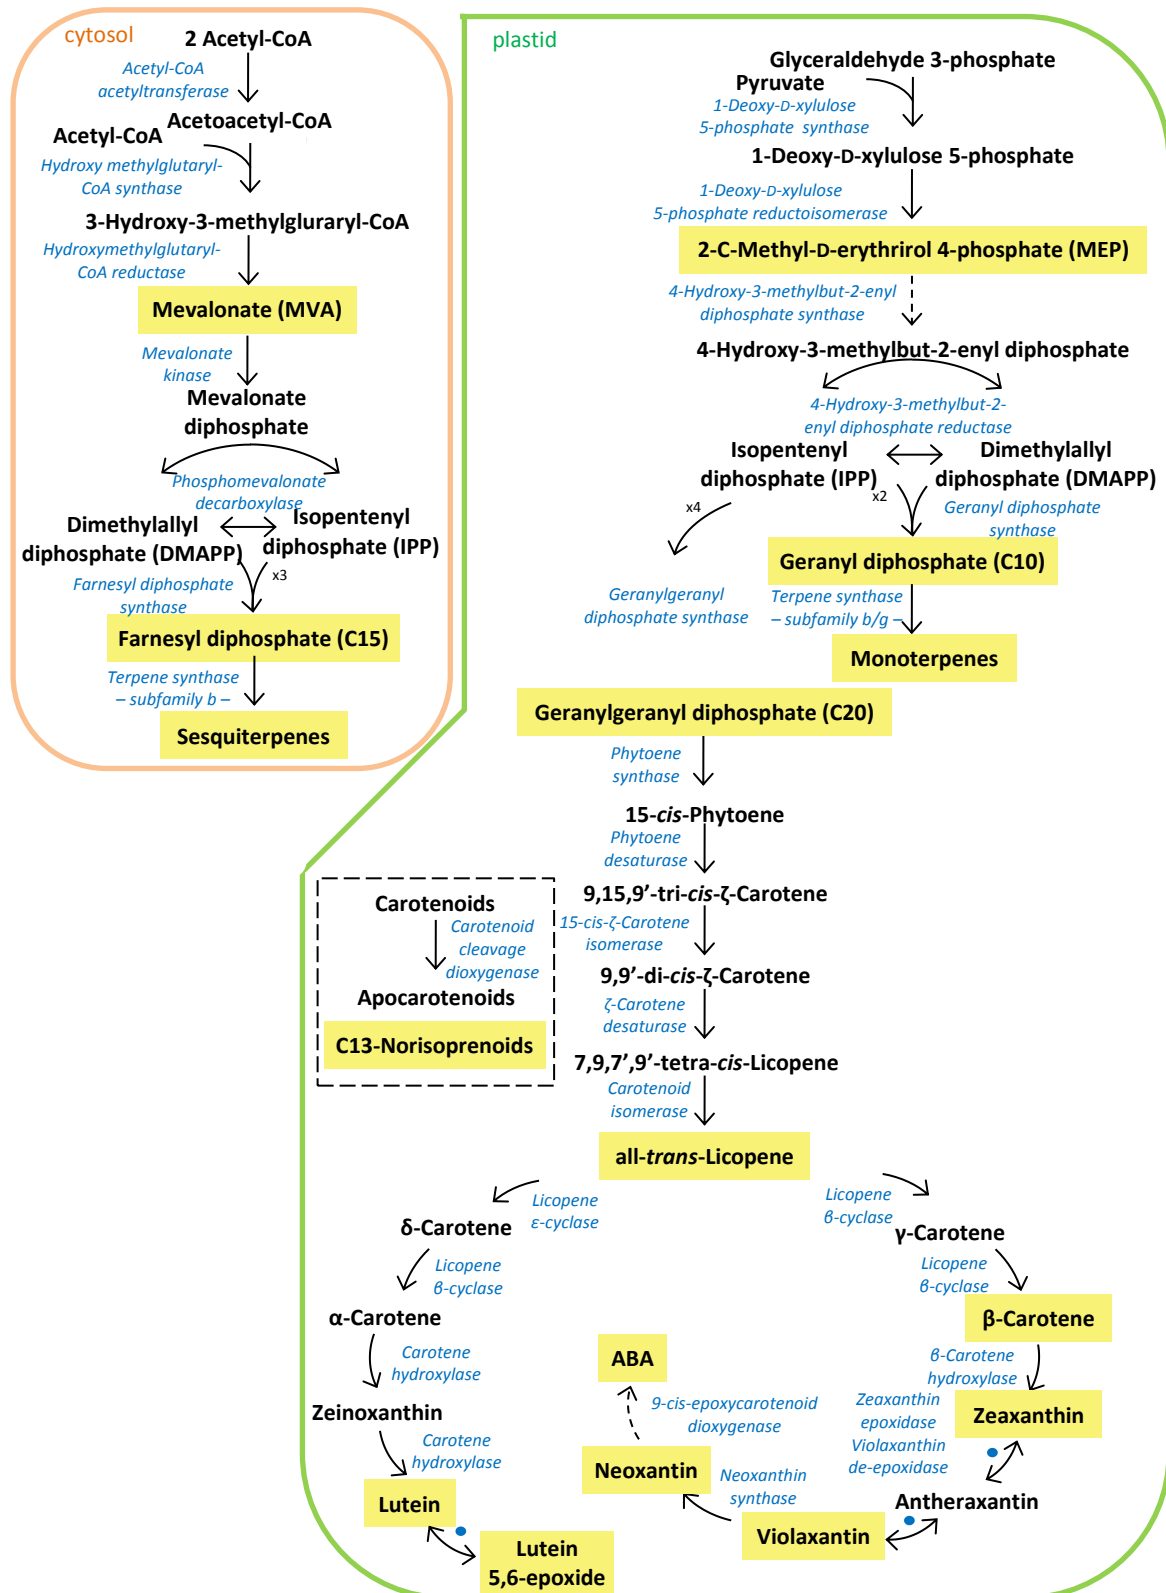 cytosol
2 Acetyl-CoA
Acetyl-CoA
acetyltransferase
Acetoacetyl-CoA
Acetyl-CoA
Hydroxy methylglutaryl-
CoA synthase
3-Hydroxy-3-methylgluraryl-CoA
Hydroxymethylglutaryl-
CoA reductase
Mevalonate (MVA)
Mevalonate
kinase
Mevalonate
diphosphate
Phosphomevalonate
decarboxylase
Dimethylallyl
diphosphate (DMAPP)
Isopentenyl
diphosphate (IPP)
x3
Farnesyl diphosphate
synthase
Farnesyl diphosphate (C15)
Terpene synthase
– subfamily b –
Sesquiterpenes
plastid
Glyceraldehyde 3-phosphate
Pyruvate
1-Deoxy-D-xylulose
5-phosphate synthase
1-Deoxy-D-xylulose 5-phosphate
1-Deoxy-D-xylulose
5-phosphate reductoisomerase
2-C-Methyl-D-erythrirol 4-phosphate (MEP)
4-Hydroxy-3-methylbut-2-enyl
diphosphate synthase
4-Hydroxy-3-methylbut-2-enyl diphosphate
4-Hydroxy-3-methylbut-2-
enyl diphosphate reductase
Isopentenyl
diphosphate (IPP)
Dimethylallyl
diphosphate (DMAPP)
x4
x2
Geranyl diphosphate
synthase
Geranyl diphosphate (C10)
Geranylgeranyl
diphosphate synthase
Terpene synthase
– subfamily b/g –
Monoterpenes
Geranylgeranyl diphosphate (C20)
Phytoene
synthase
15-cis-Phytoene
Phytoene
desaturase
9,15,9’-tri-cis-ζ-Carotene
15-cis-ζ-Carotene
isomerase
9,9’-di-cis-ζ-Carotene
ζ-Carotene
desaturase
7,9,7’,9’-tetra-cis-Licopene
Carotenoid
isomerase
all-trans-Licopene
Carotenoids
Carotenoid
cleavage
dioxygenase
Apocarotenoids
C13-Norisoprenoids
Licopene
ε-cyclase
δ-Carotene
Licopene
β-cyclase
α-Carotene
Carotene
hydroxylase
Zeinoxanthin
Carotene
hydroxylase
Lutein
Lutein
5,6-epoxide
Licopene
β-cyclase
γ-Carotene
Licopene
β-cyclase
β-Carotene
β-Carotene
hydroxylase
Zeaxanthin
Zeaxanthin
epoxidase
Violaxanthin
de-epoxidase
Antheraxantin
Violaxantin
Neoxanthin
synthase
Neoxantin
9-cis-epoxycarotenoid
dioxygenase
ABA